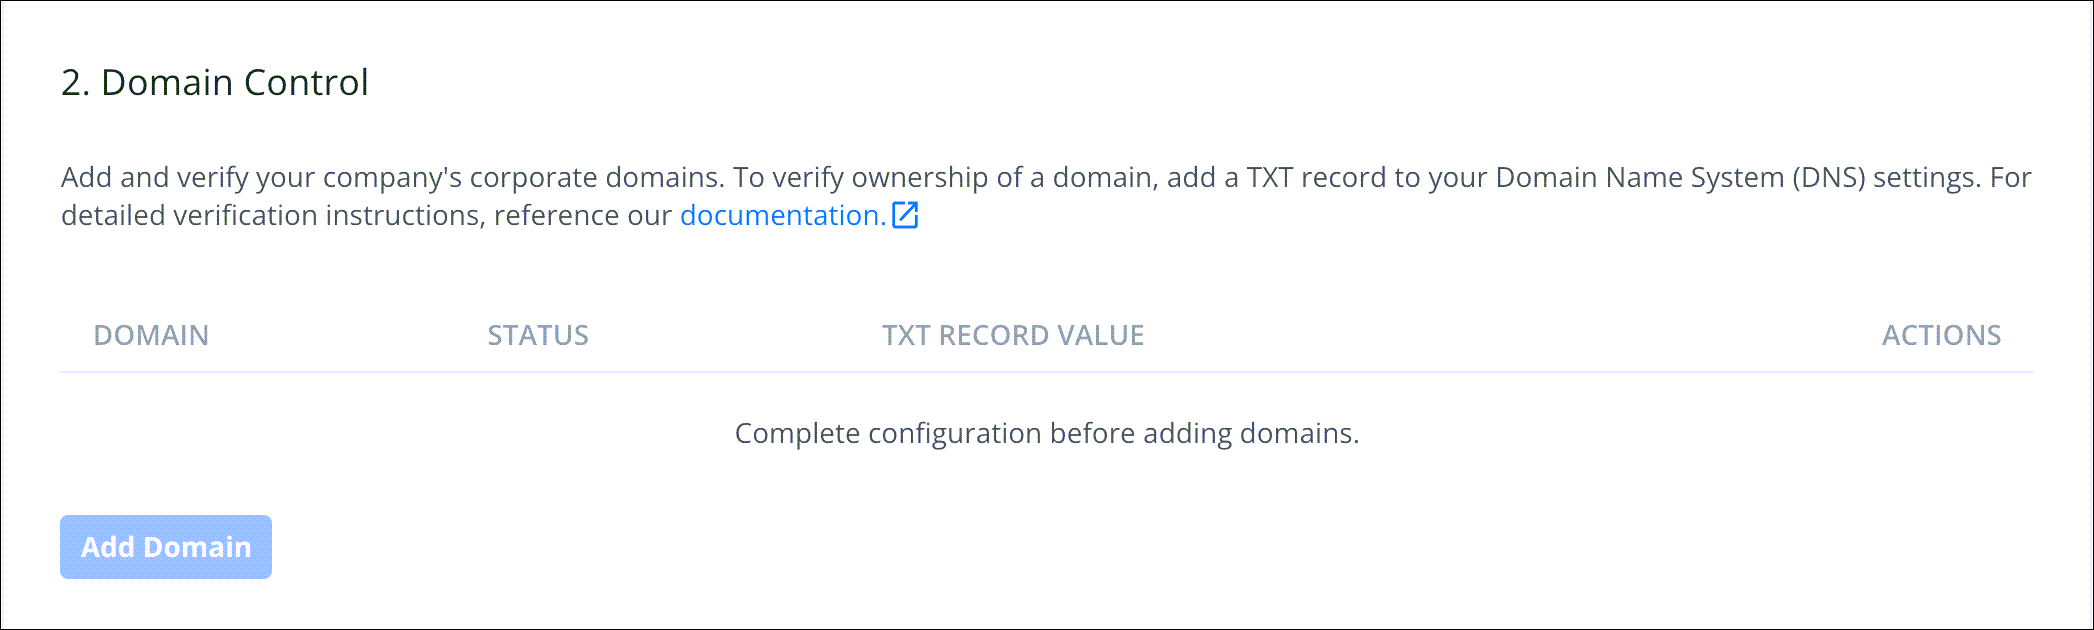 2. Domain Control
Add and verify your company's corporate domains. To verify ownership of a domain, add a TXT record to your Domain Name System (DNS) settings. For
detailed verification instructions, reference our documentation.
DOMAIN STATUS TXT RECORD VALUE ACTIONS
Complete configuration before adding domains.
Add Domain